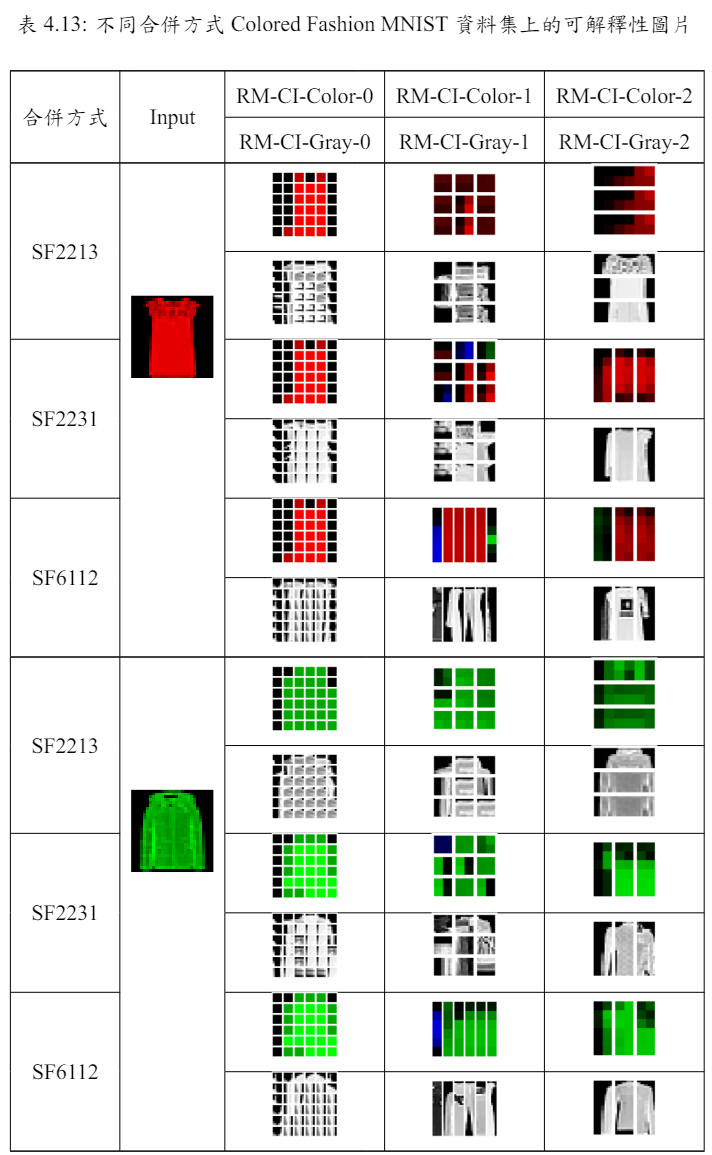 表 4.13: 不同合併方式 Colored Fashion MNIST 資料集上的可解釋性圖片
合併方式 Input RM-CI-Color-0 RM-CI-Color-1 RM-CI-Color-2
RM-CI-Gray-0 RM-CI-Gray-1 RM-CI-Gray-2
SF2213
SF2231
SF6112
SF2213
SF2231
SF6112